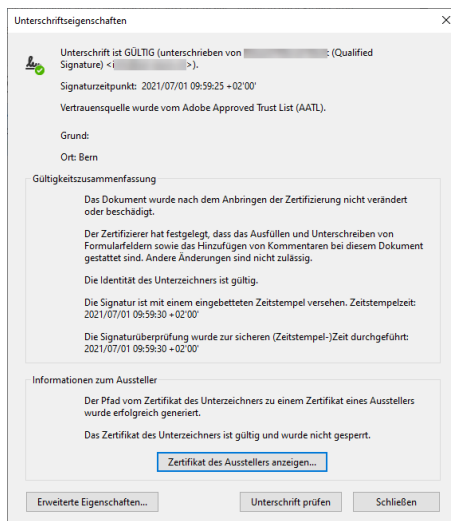 Unterschriftseigenschaften
Unterschrift ist GÜLTIG (unterschrieben von : (Qualified
Signature) <i >).
Signaturzeitpunkt: 2021/07/01 09:59:25 +02'00'
Vertrauensquelle wurde vom Adobe Approved Trust List (AATL).
Grund:
Ort: Bern
Gültigkeitszusammenfassung
Das Dokument wurde nach dem Anbringen der Zertifizierung nicht verändert
oder beschädigt.
Der Zertifizierer hat festgelegt, dass das Ausfüllen und Unterschreiben von
Formularfeldern sowie das Hinzufügen von Kommentaren bei diesem Dokument
gestattet sind. Andere Änderungen sind nicht zulässig.
Die Identität des Unterzeichners ist gültig.
Die Signatur ist mit einem eingebetteten Zeitstempel versehen. Zeitstempelzeit:
2021/07/01 09:59:30 +02'00'
Die Signaturüberprüfung wurde zur sicheren (Zeitstempel-)Zeit durchgeführt:
2021/07/01 09:59:30 +02'00'
Informationen zum Aussteller
Der Pfad vom Zertifikat des Unterzeichners zu einem Zertifikat eines Ausstellers
wurde erfolgreich generiert.
Das Zertifikat des Unterzeichners ist gültig und wurde nicht gesperrt.
Zertifikat des Ausstellers anzeigen...
Erweiterte Eigenschaften...
Unterschrift prüfen
Schließen